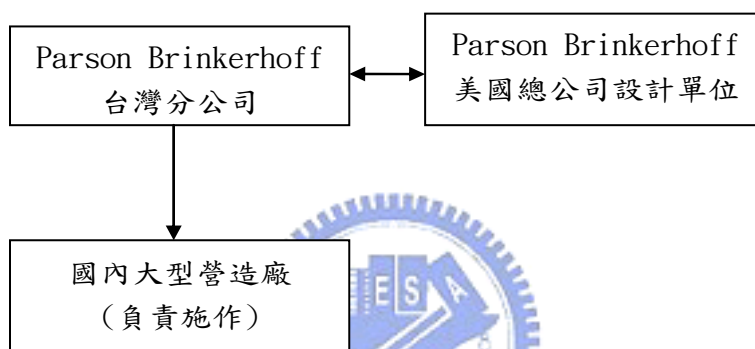 Parson Brinkerhoff
台灣分公司
Parson Brinkerhoff
美國總公司設計單位
國內大型營造廠
（負責施作）
E S A